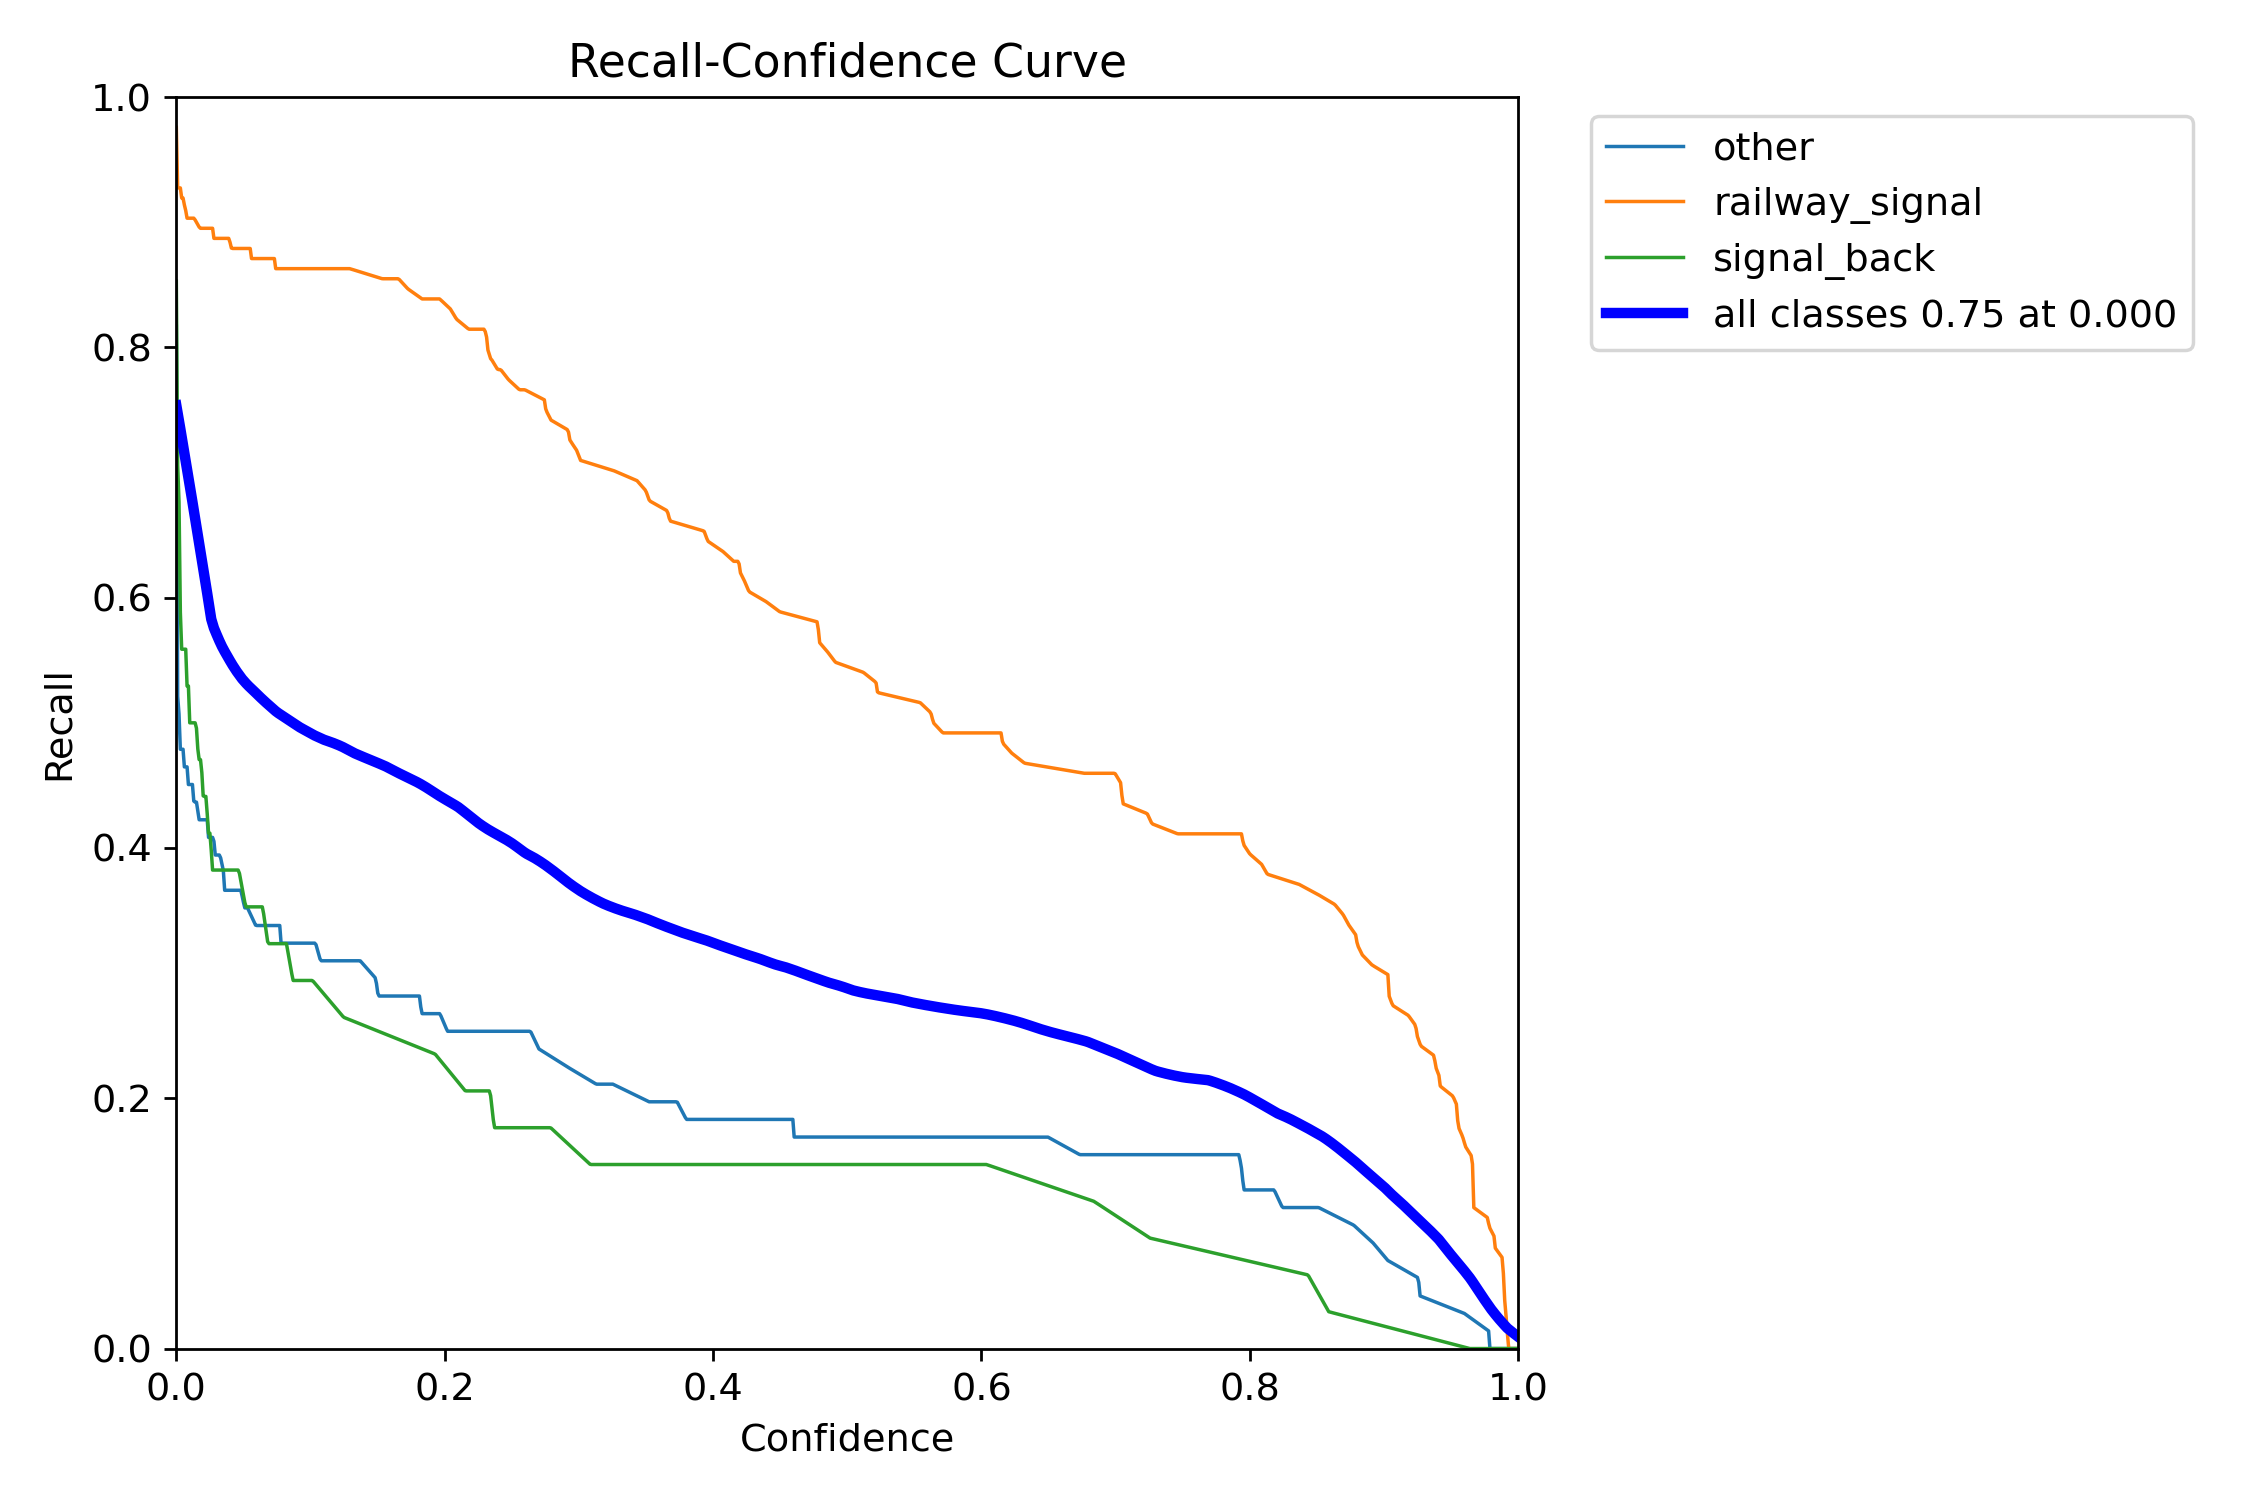 Recall-Confidence Curve
1.0
0.8
0.6
0.4
0.2
0.0
Recall
0.0 0.2 0.4 0.6 0.8 1.0
Confidence
other
railway_signal
signal_back
all classes 0.75 at 0.000